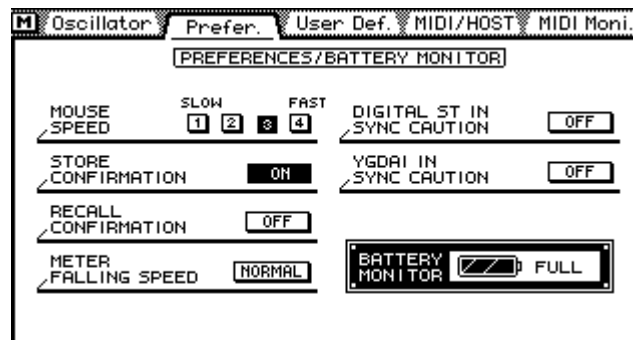 M Oscillator Prefer. User Def. MIDI/HOST MIDI Moni.
PREFERENCES/BATTERY MONITOR
MOUSE
SPEED
SLOW FAST
1 2 3 4
STORE
CONFIRMATION
ON
RECALL
CONFIRMATION
OFF
METER
FALLING SPEED
NORMAL
DIGITAL ST IN
SYNC CAUTION
OFF
YGDAI IN
SYNC CAUTION
OFF
BATTERY
MONITOR
FULL